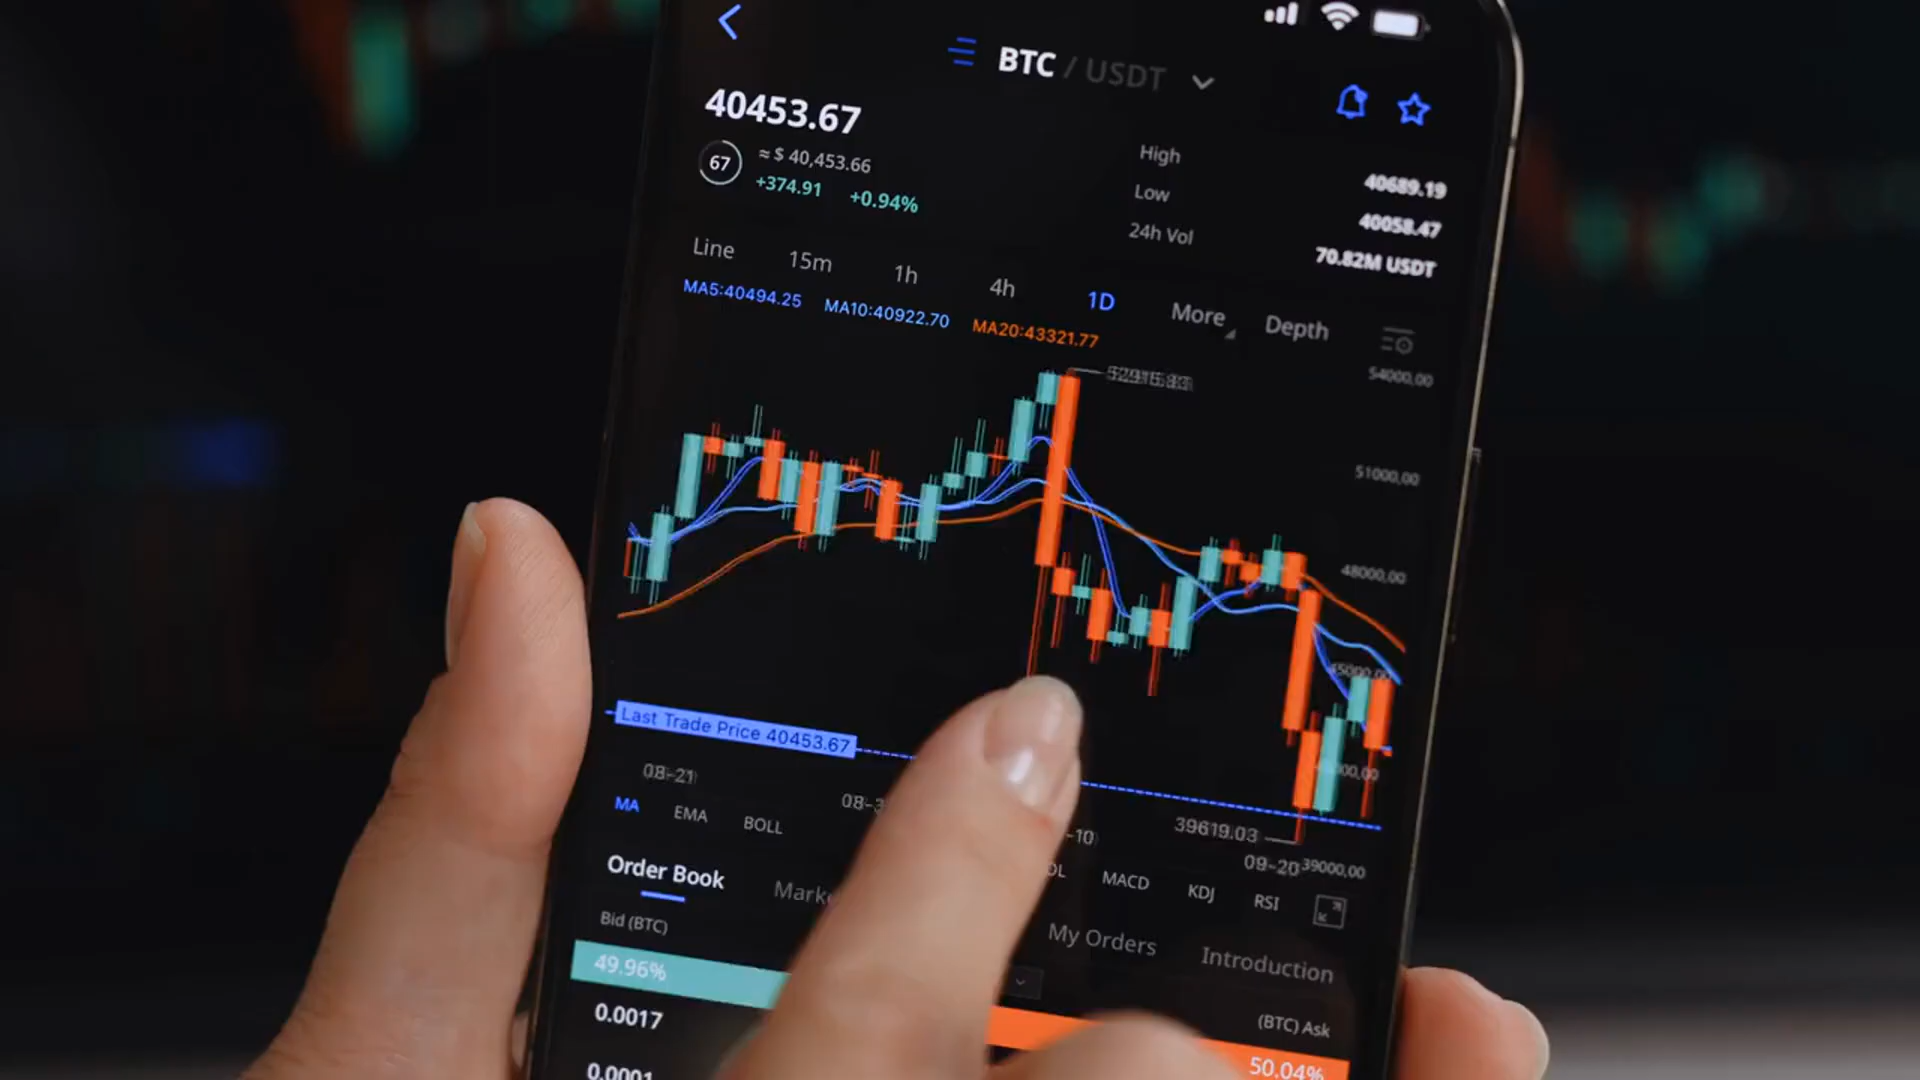 BTC / USDT
40453.67
67
≈ $ 40,453.66
+374.91 +0.94%
High 40689.19
Low 40058.47
24h Vol 70.82M USDT
Line 15m 1h 4h 1D More Depth
MA5:40494.25 MA10:40922.70 MA20:43321.77
54000,00
51000,00
48000,00
45000,00
Last Trade Price 40453.67
39619.03
39000,00
08-21 09-20
MA EMA BOLL MACD KDJ RSI
Order Book My Orders Introduction
Bid (BTC) (BTC) Ask
49.96% 50.04%
0.0017
0.0001